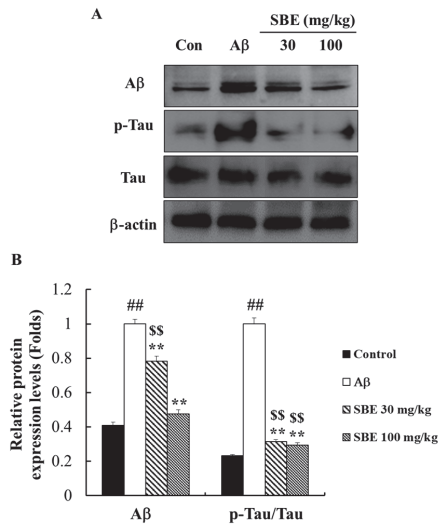 A
SBE (mg/kg)
Con Aβ 30 100
Aβ
p-Tau
Tau
β-actin
B
Relative protein
expression levels (Folds)
1.2
1
0.8
0.6
0.4
0.2
0
##
$$
**
**
##
$$ $$
** **
Aβ p-Tau/Tau
Control
Aβ
SBE 30 mg/kg
SBE 100 mg/kg